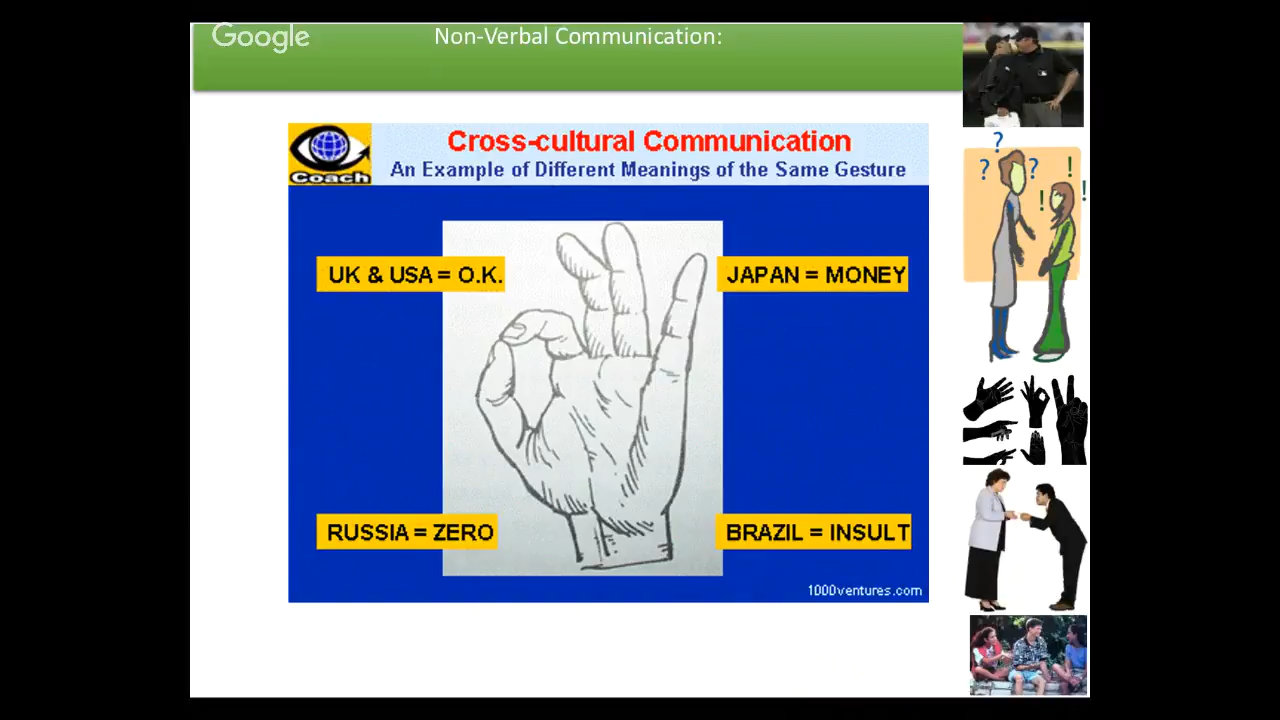 Google
Non-Verbal Communication:
Coach
Cross-cultural Communication
An Example of Different Meanings of the Same Gesture
UK & USA = O.K.
JAPAN = MONEY
RUSSIA = ZERO
BRAZIL = INSULT
1000ventures.com
?
? ?
!
! !